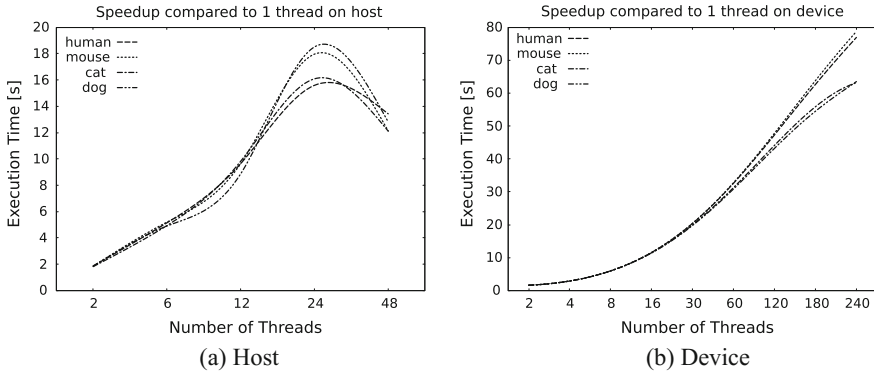 Speedup compared to 1 thread on host
Execution Time [s]
20
18
16
14
12
10
8
6
4
2
0
human
mouse
cat
dog
2 6 12 24 48
Number of Threads
(a) Host
Speedup compared to 1 thread on device
Execution Time [s]
80
70
60
50
40
30
20
10
0
human
mouse
cat
dog
2 4 8 16 30 60 120 180 240
Number of Threads
(b) Device